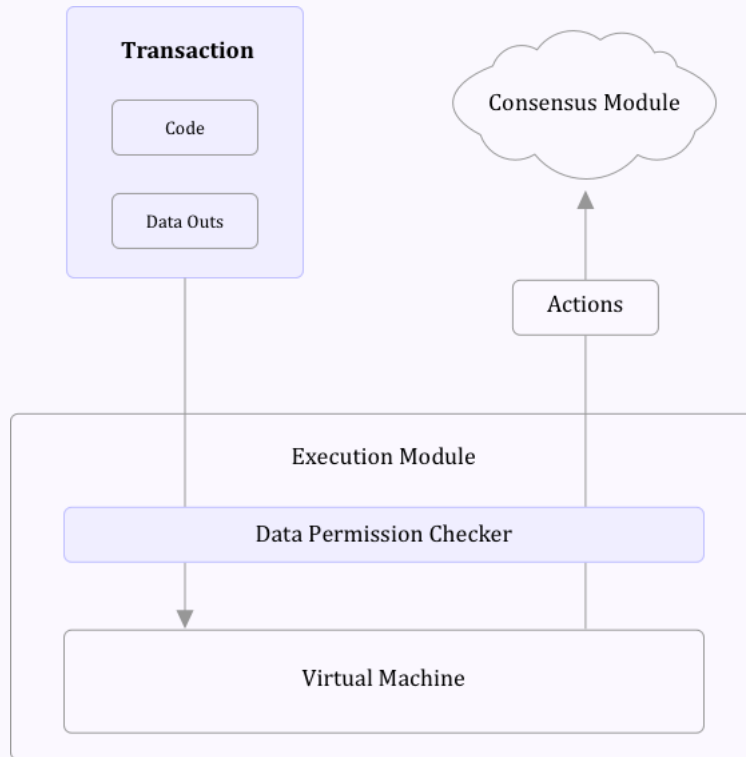 Transaction
Code
Data Outs
Consensus Module
Actions
Execution Module
Data Permission Checker
Virtual Machine